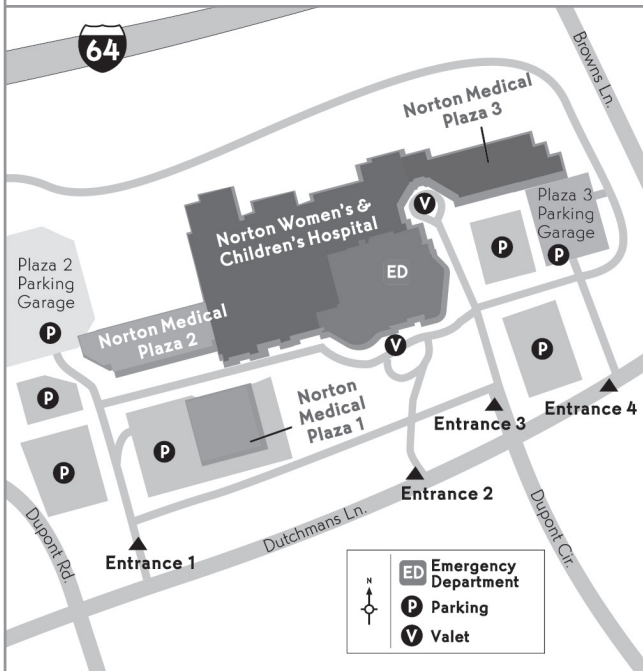 64
Browns Ln.
Norton Medical
Plaza 3
V
Norton Women's &
Children's Hospital
Plaza 3
Parking
Garage
P
P
ED
Plaza 2
Parking
Garage
P
Norton Medical
Plaza 2
V
P
P
Norton
Medical
Plaza 1
Entrance 4
Entrance 3
P
P
Entrance 2
Dutchmans Ln.
Dupont Rd.
Dupont Cir.
Entrance 1
N
ED Emergency
Department
P Parking
V Valet